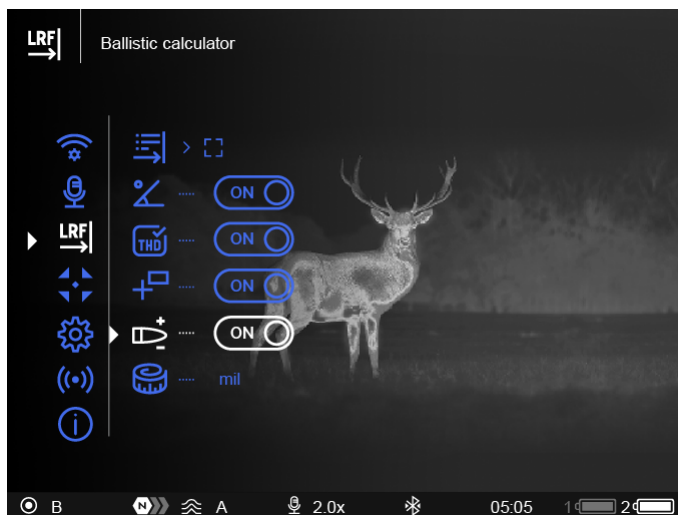 LRF
Ballistic calculator
ON
THD
ON
LRF
ON
ON
mil
B N A 2.0x 05:05 1 2